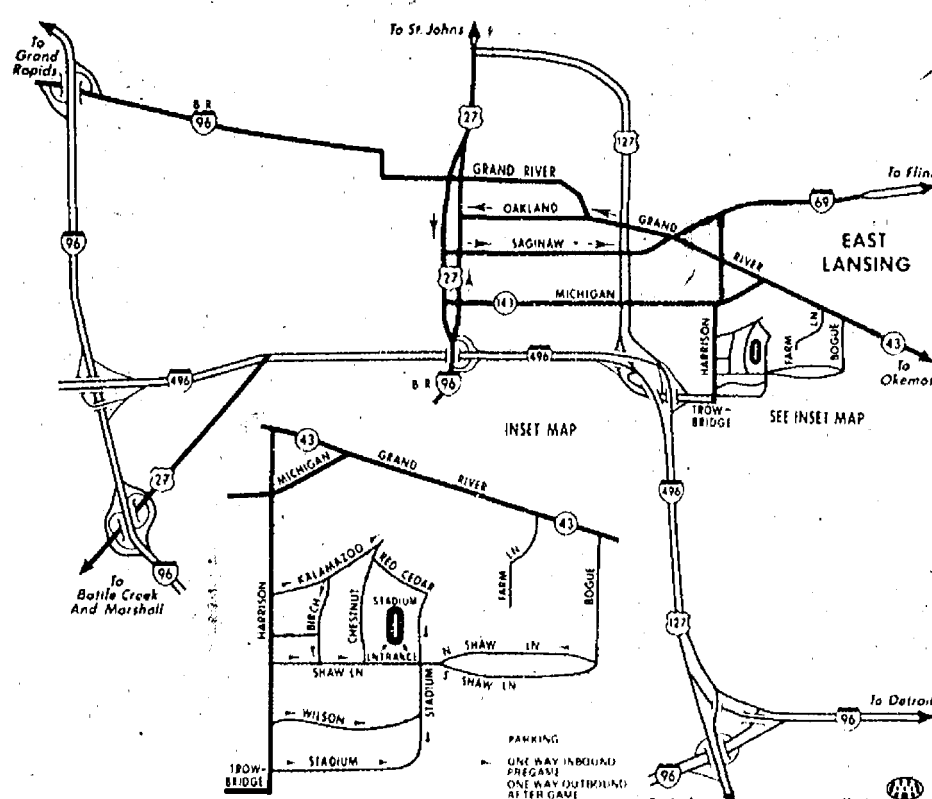 To St. Johns
To
Grand
Rapids
B R
96
27
127
GRAND RIVER
To Flint
OAKLAND
GRAND
69
SAGINAW
RIVER
EAST
LANSING
96
27
143
MICHIGAN
HARRISON
FARM
LN
BOGUE
43
To
Okemos
496
496
B R
96
TROW-
BRIDGE
SEE INSET MAP
INSET MAP
43
GRAND
RIVER
MICHIGAN
27
496
43
96
To
Battle Creek
And Marshall
KALAMAZOO
RED CEDAR
FARM
LN
BOGUE
HARRISON
BIRCH
CHESTNUT
STADIUM
ENTRANCE
127
N
SHAW LN
S
SHAW LN
SHAW LN
STADIUM
To Detroit
WILSON
96
PARKING
STADIUM
ONE WAY INBOUND
PREGAME
ONE WAY OUTBOUND
AFTER GAME
TROW-
BRIDGE
96